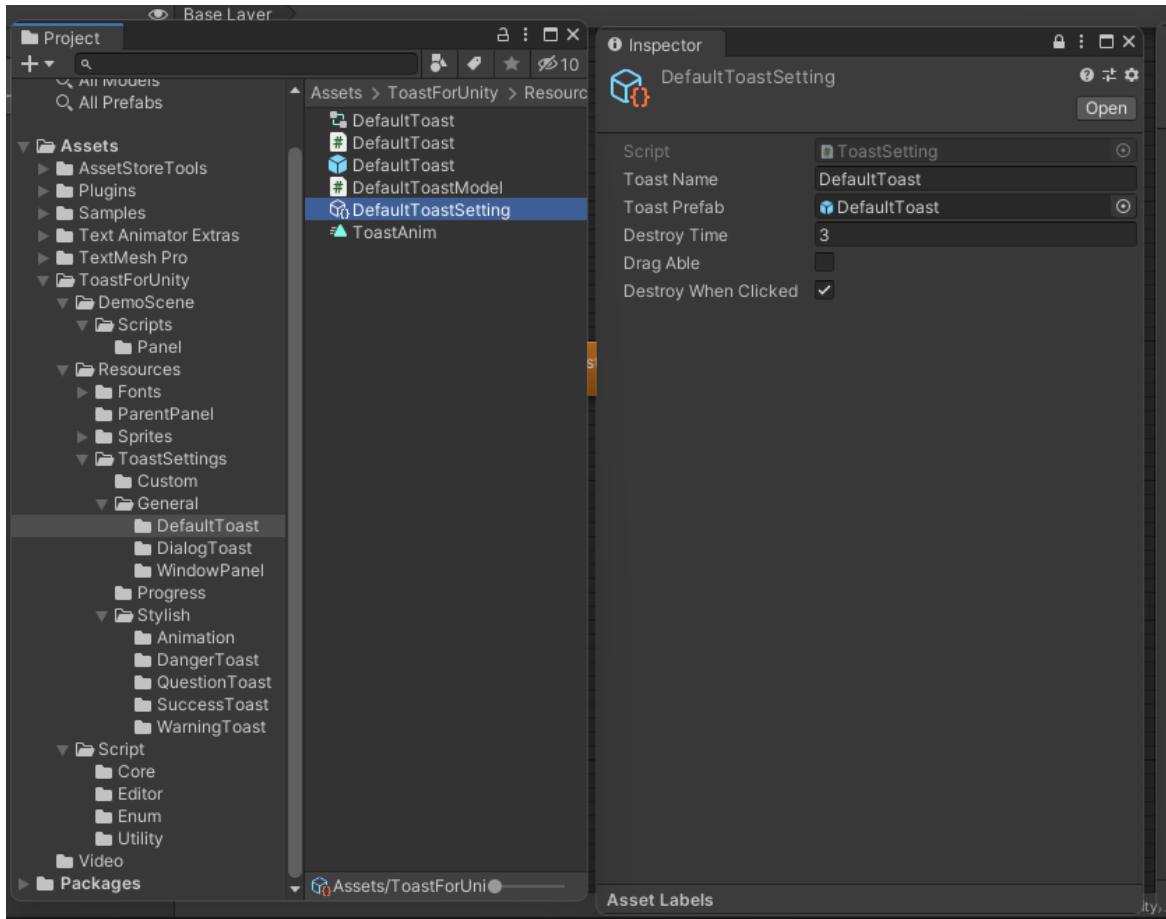 Base Layer
Project
10
All Models
All Prefabs
Assets
AssetStoreTools
Plugins
Samples
Text Animator Extras
TextMesh Pro
ToastForUnity
DemoScene
Scripts
Panel
Resources
Fonts
ParentPanel
Sprites
ToastSettings
Custom
General
DefaultToast
DialogToast
WindowPanel
Progress
Stylish
Animation
DangerToast
QuestionToast
SuccessToast
WarningToast
Script
Core
Editor
Enum
Utility
Video
Packages
Assets > ToastForUnity > Resourc
DefaultToast
DefaultToast
DefaultToast
DefaultToastModel
DefaultToastSetting
ToastAnim
Assets/ToastForUni
Inspector
DefaultToastSetting
Open
Script ToastSetting
Toast Name DefaultToast
Toast Prefab DefaultToast
Destroy Time 3
Drag Able
Destroy When Clicked
Asset Labels